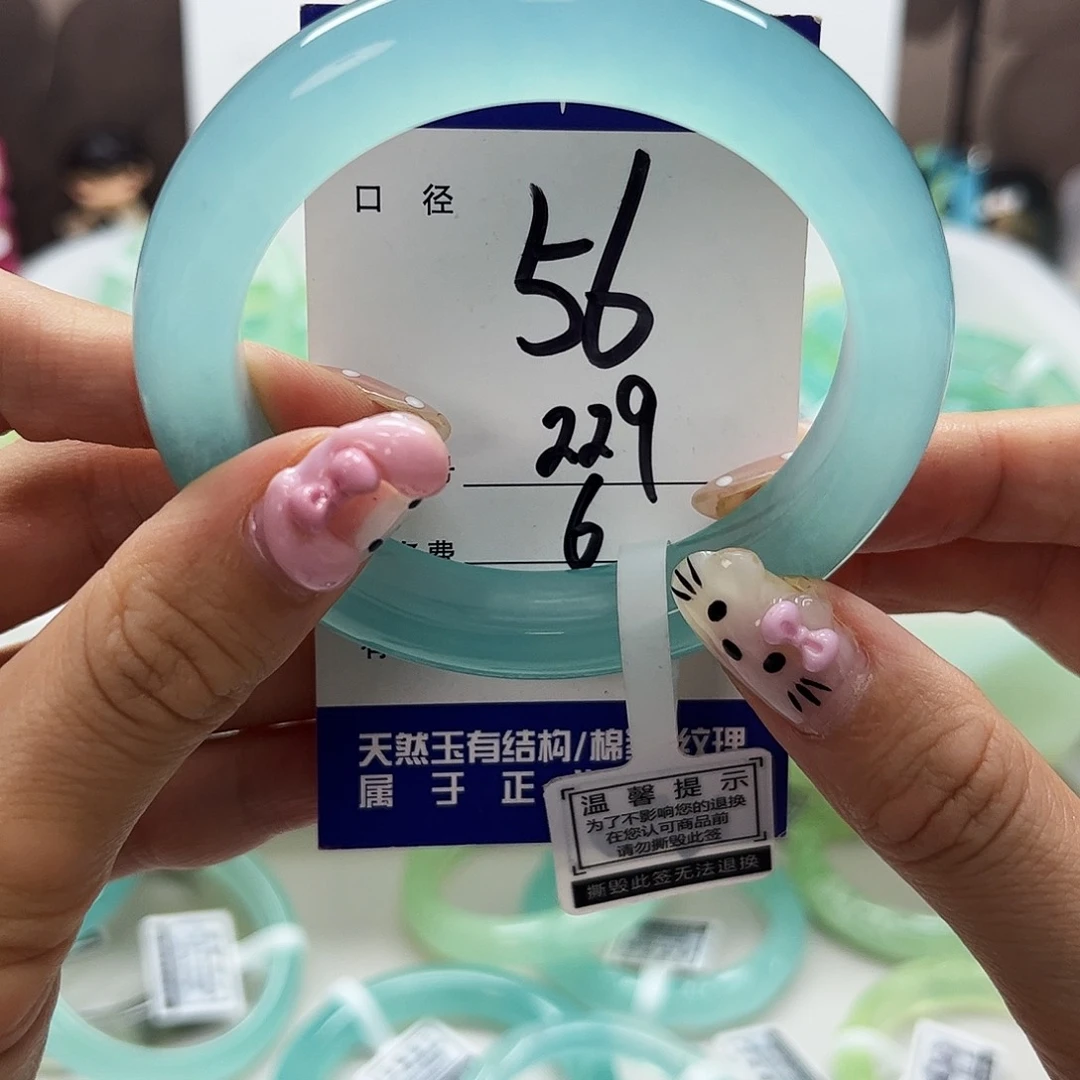 口 径
56
229
6
费
天然玉有结构/棉 纹理
属 于 正
温 馨 提 示
为了不影响您的退换
在您认可商品前
请勿撕毁此签
撕毁此签无法退换